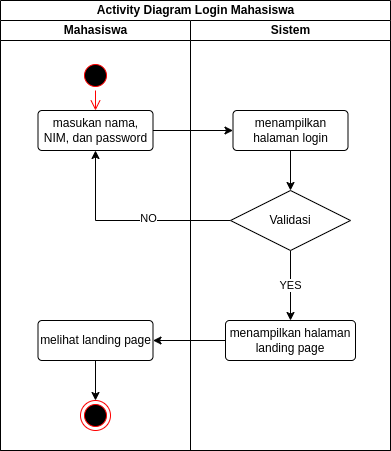 Activity Diagram Login Mahasiswa
Mahasiswa
Sistem
masukan nama,
NIM, dan password
menampilkan
halaman login
Validasi
NO
YES
melihat landing page
menampilkan halaman
landing page